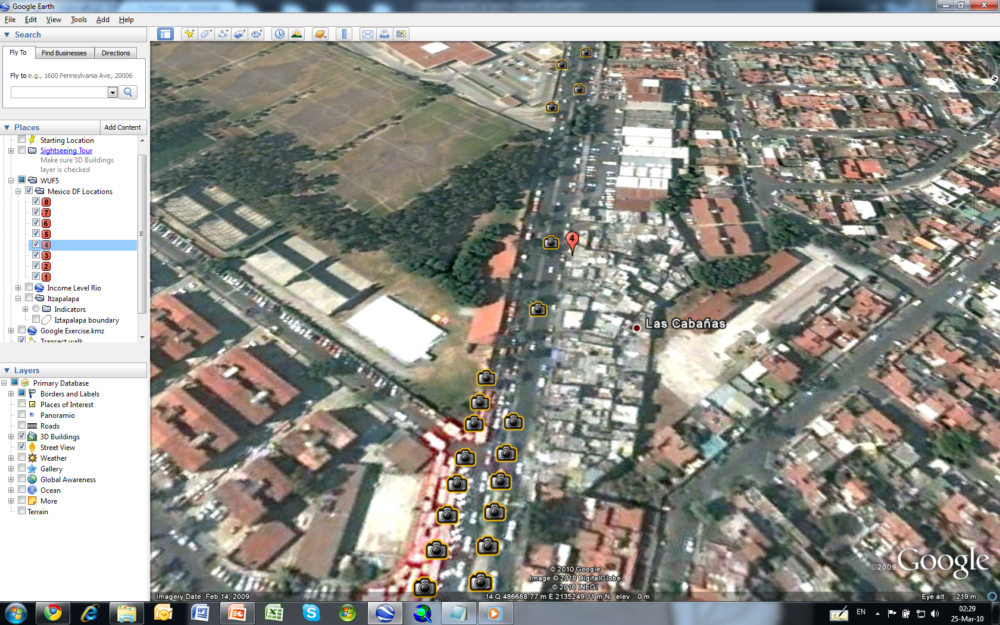 Google Earth
File Edit View Tools Add Help
Search
Fly To Find Businesses Directions
Fly to e.g., 1600 Pennsylvania Ave, 20006
Places Add Content
Starting Location
Sightseeing Tour
Make sure 3D Buildings
layer is checked
WUF5
Mexico DF Locations
8
7
6
5
4
3
2
1
Income Level Rio
Itzapalapa
Indicators
Iztapalapa boundary
Google Exercise.kmz
Transect walk
Layers
Primary Database
Borders and Labels
Places of Interest
Panoramio
Roads
3D Buildings
Street View
Weather
Gallery
Global Awareness
Ocean
More
Terrain
N
4
Las Cabañas
©2009 Google
© 2010 Google
Image © 2010 DigitalGlobe
© 2010 INEGI
Imagery Date: Feb 14, 2009 14 Q 486688.77 m E 2135249.11 m N elev 0 m Eye alt 219 m
EN 02:29
25-Mar-10